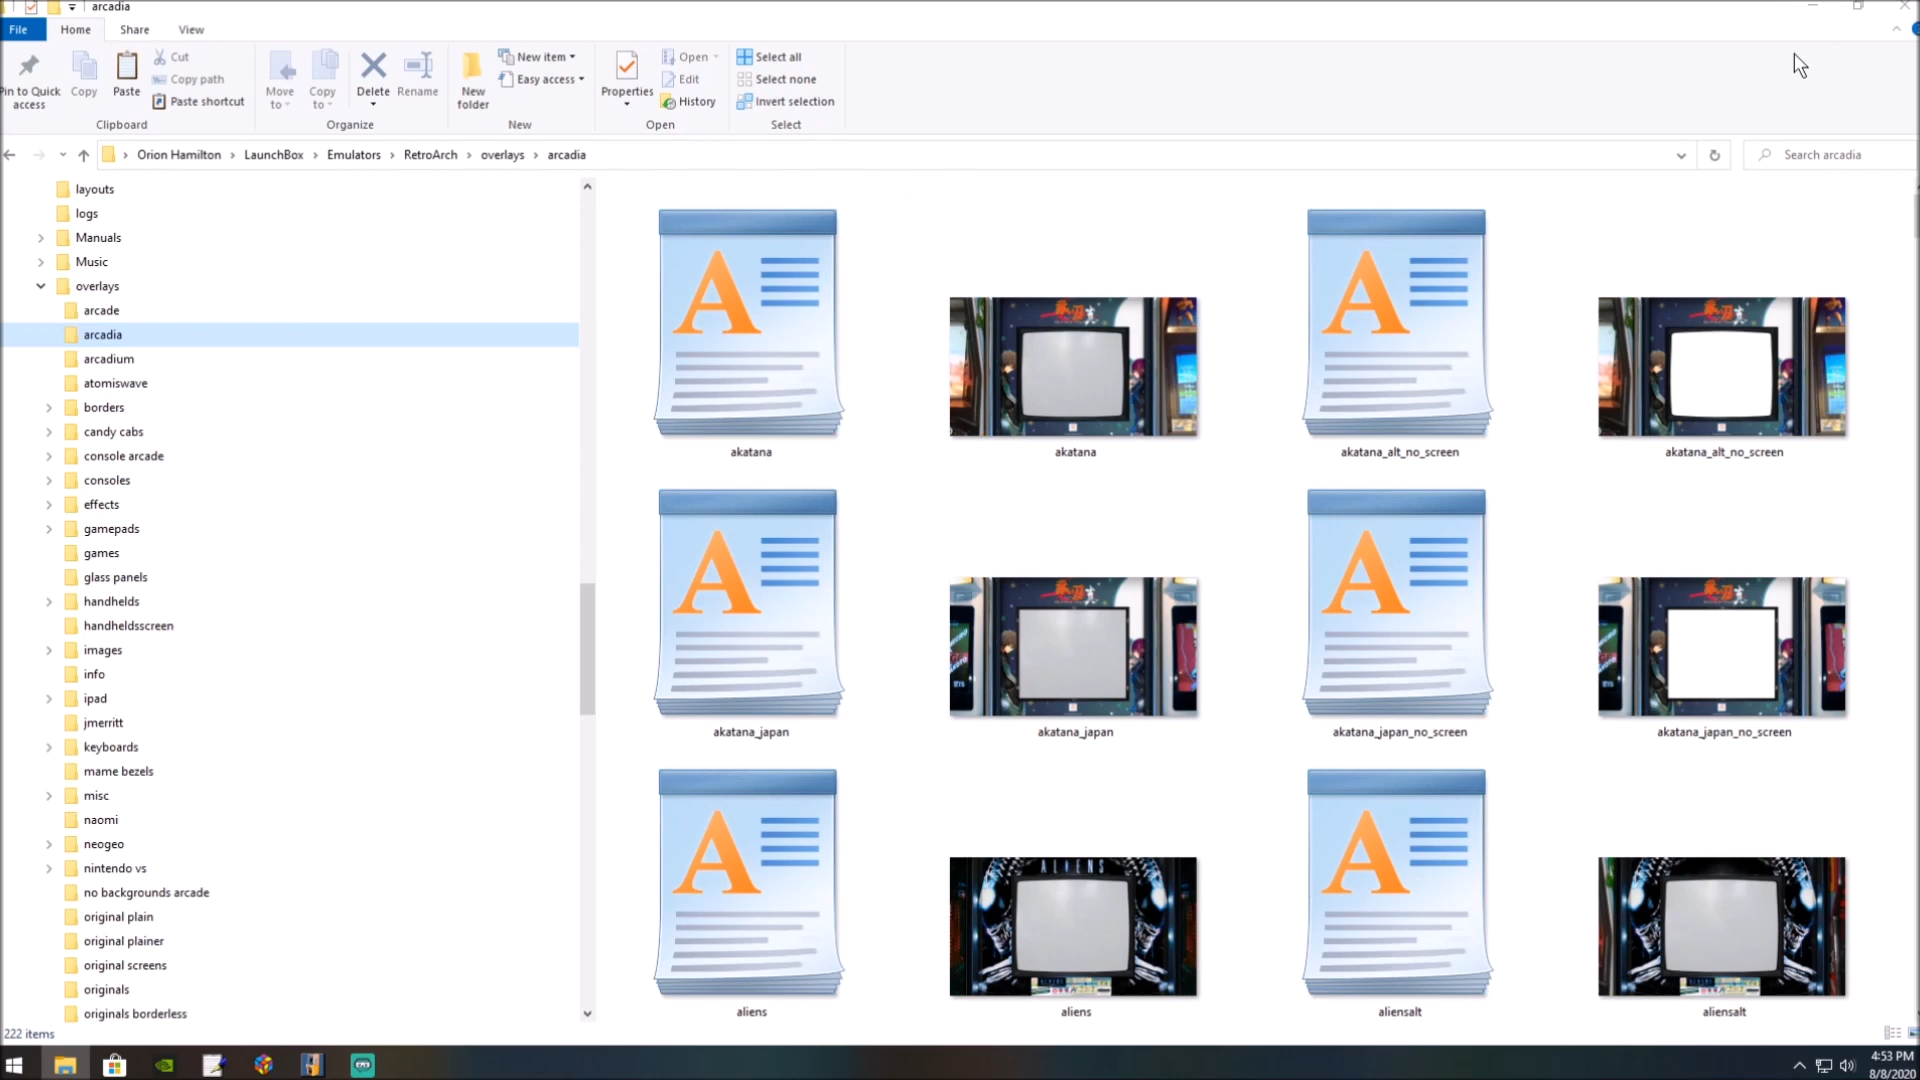 arcadia
File
Home
Share
View
Pin to Quick access
Copy
Paste
Cut
Copy path
Paste shortcut
Clipboard
Move to
Copy to
Delete
Rename
Organize
New folder
New item
Easy access
New
Properties
Open
Edit
History
Open
Select all
Select none
Invert selection
Select
Orion Hamilton > LaunchBox > Emulators > RetroArch > overlays > arcadia
Search arcadia
layouts
logs
Manuals
Music
overlays
arcade
arcadia
arcadium
atomiswave
borders
candy cabs
console arcade
consoles
effects
gamepads
games
glass panels
handhelds
handheldsscreen
images
info
ipad
jmerritt
keyboards
mame bezels
misc
naomi
neogeo
nintendo vs
no backgrounds arcade
original plain
original plainer
original screens
originals
originals borderless
A
A
akatana
akatana
akatana_alt_no_screen
akatana_alt_no_screen
A
A
akatana_japan
akatana_japan
akatana_japan_no_screen
akatana_japan_no_screen
A
ALIENS
A
aliens
aliens
aliensalt
aliensalt
222 items
4:53 PM
8/8/2020